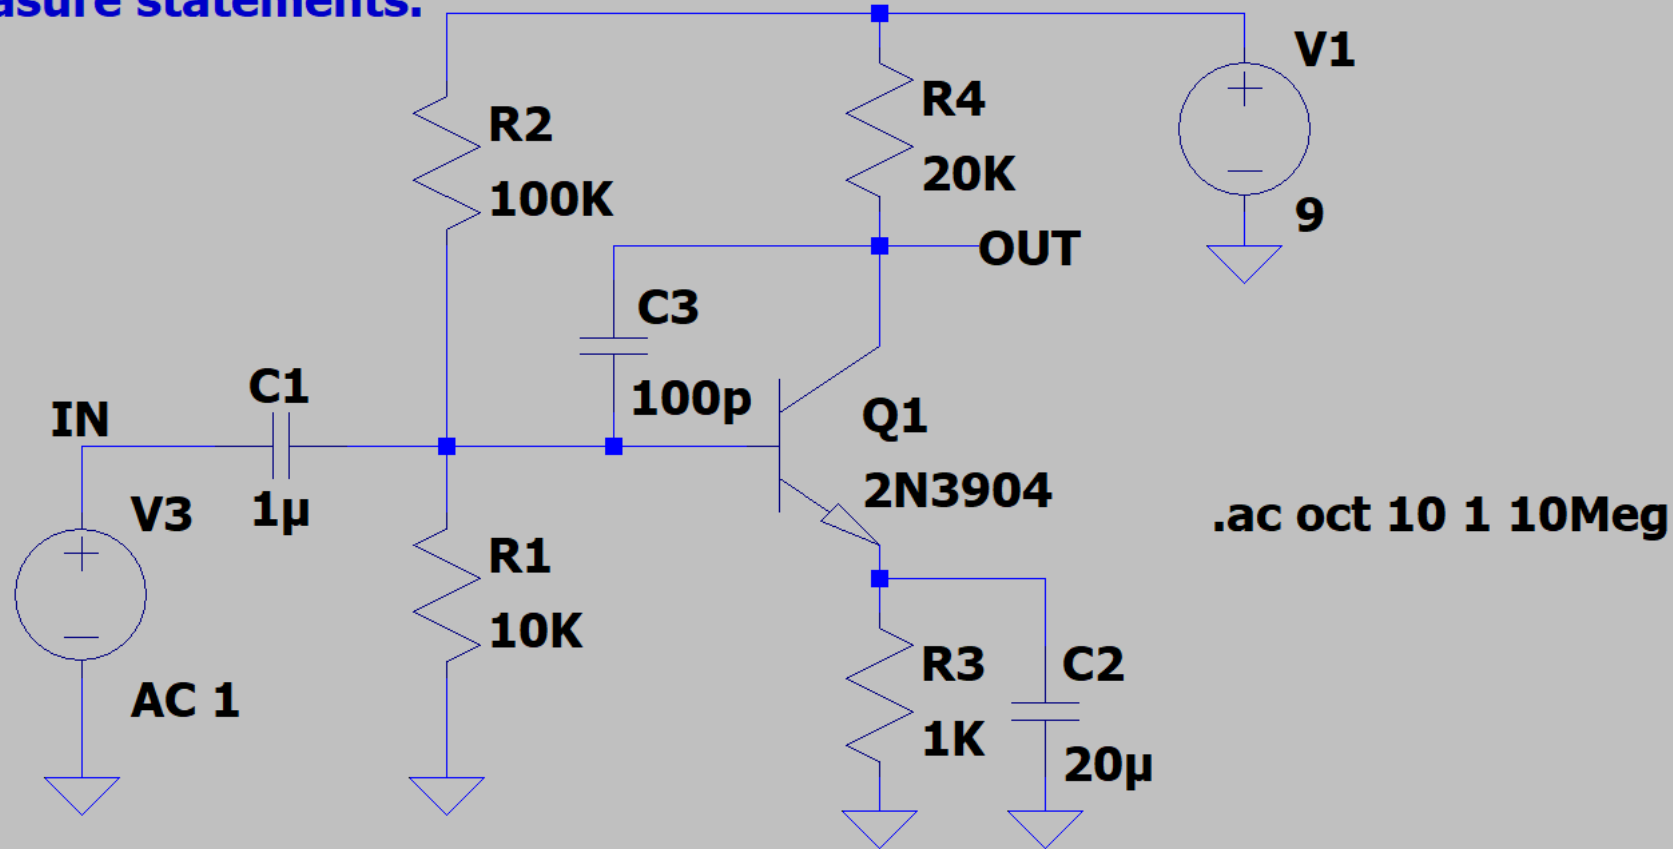 statements.
V1
R4
R2
20K
100K
9
OUT
C3
C1
100p
IN
Q1
2N3904
V3
1µ
.ac oct 10 1 10Meg
R1
10K
R3
C2
AC 1
1K
20µ